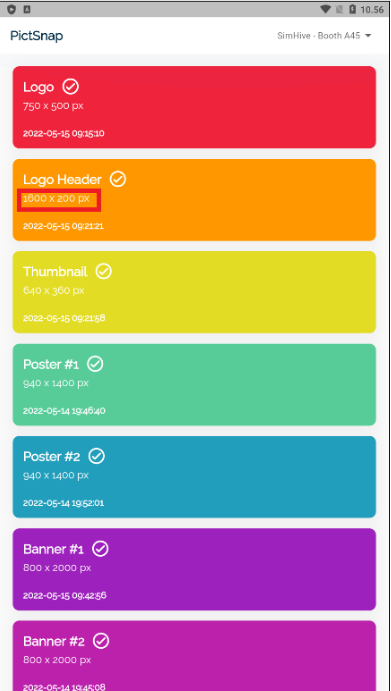 10.56
PictSnap
SimHive - Booth A45
Logo
750 x 500 px
2022-05-15 09:15:10
Logo Header
1600 x 200 px
2022-05-15 09:21:21
Thumbnail
640 x 360 px
2022-05-15 09:21:58
Poster #1
940 x 1400 px
2022-05-14 19:46:40
Poster #2
940 x 1400 px
2022-05-14 19:52:01
Banner #1
800 x 2000 px
2022-05-15 09:42:56
Banner #2
800 x 2000 px
2022-05-14 19:45:08